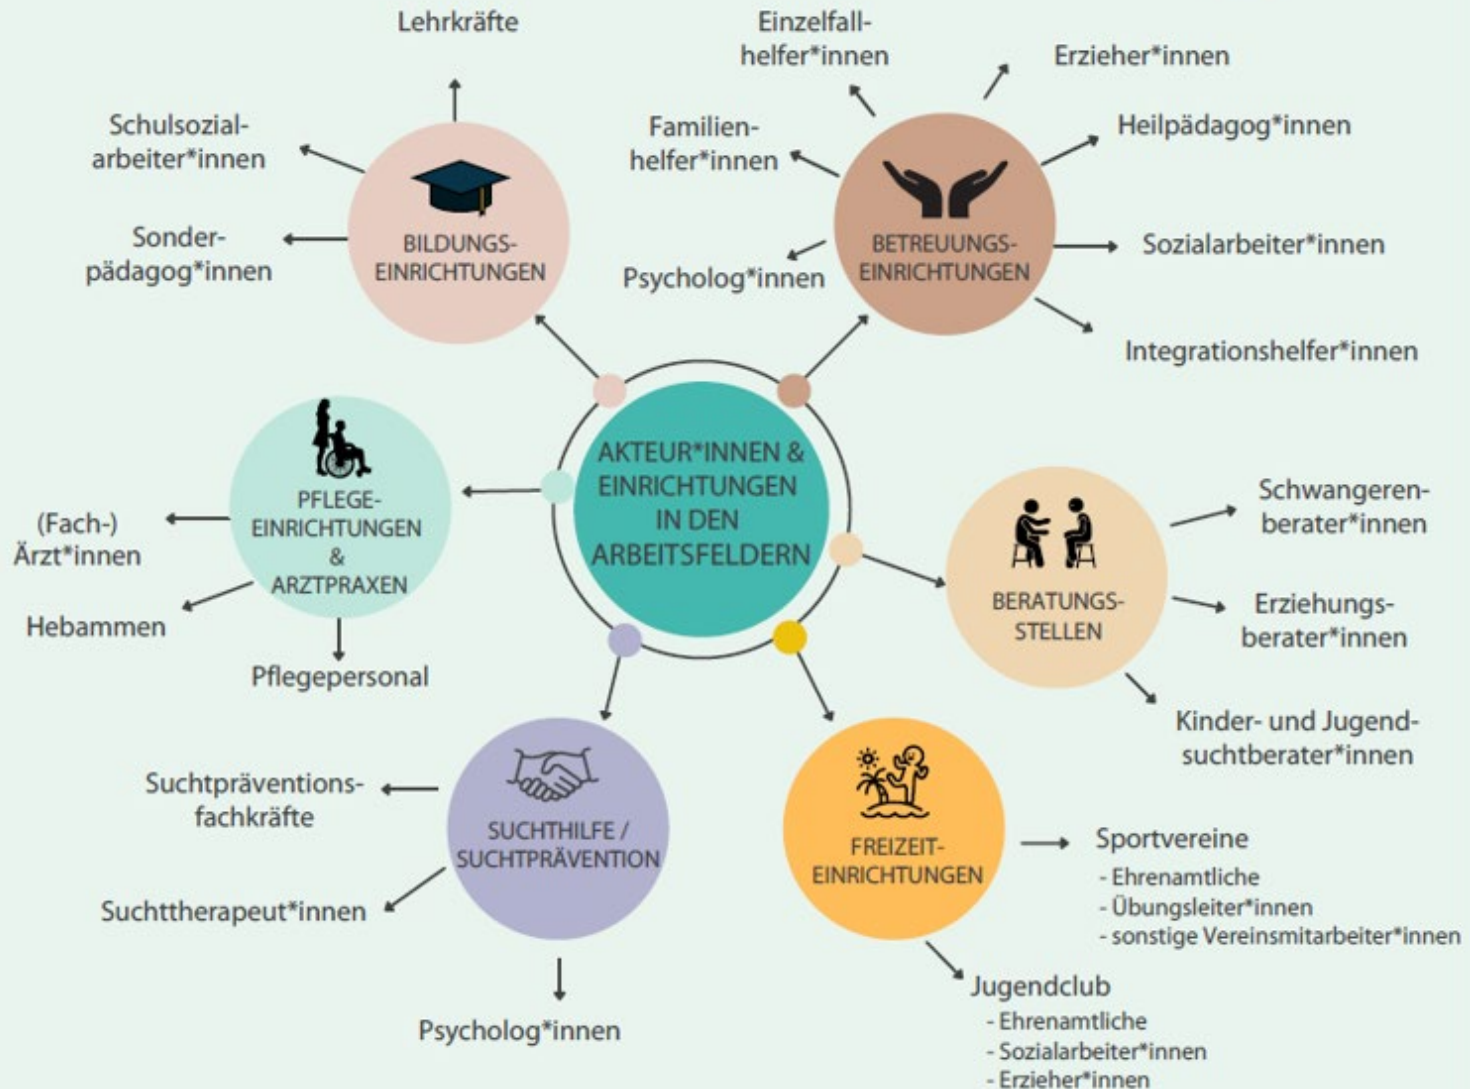 Lehrkräfte
Schulsozial-
arbeiter*innen
Sonder-
pädagog*innen
BILDUNGS-
EINRICHTUNGEN
Einzelfall-
helfer*innen
Familien-
helfer*innen
Psycholog*innen
Erzieher*innen
Heilpädagog*innen
Sozialarbeiter*innen
Integrationshelfer*innen
BETREUUNGS-
EINRICHTUNGEN
AKTEUR*INNEN &
EINRICHTUNGEN
IN DEN
ARBEITSFELDERN
PFLEGE-
EINRICHTUNGEN
&
ARZTPRAXEN
(Fach-)
Ärzt*innen
Hebammen
Pflegepersonal
BERATUNGS-
STELLEN
Schwangeren-
berater*innen
Erziehungs-
berater*innen
Kinder- und Jugend-
suchtberater*innen
SUCHTHILFE /
SUCHTPRÄVENTION
Suchtpräventions-
fachkräfte
Suchttherapeut*innen
Psycholog*innen
FREIZEIT-
EINRICHTUNGEN
Sportvereine
- Ehrenamtliche
- Übungsleiter*innen
- sonstige Vereinsmitarbeiter*innen
Jugendclub
- Ehrenamtliche
- Sozialarbeiter*innen
- Erzieher*innen